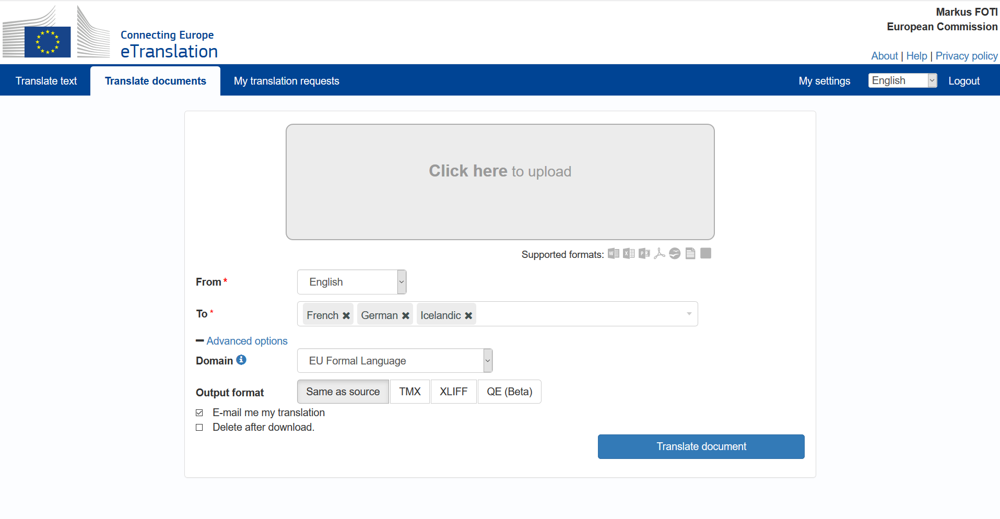 Markus FOTI
European Commission
Connecting Europe
eTranslation
About | Help | Privacy policy
Translate text Translate documents My translation requests My settings English Logout
Click here to upload
Supported formats:
From * English
To * French German Icelandic
Advanced options
Domain EU Formal Language
Output format Same as source TMX XLIFF QE (Beta)
E-mail me my translation
Delete after download.
Translate document